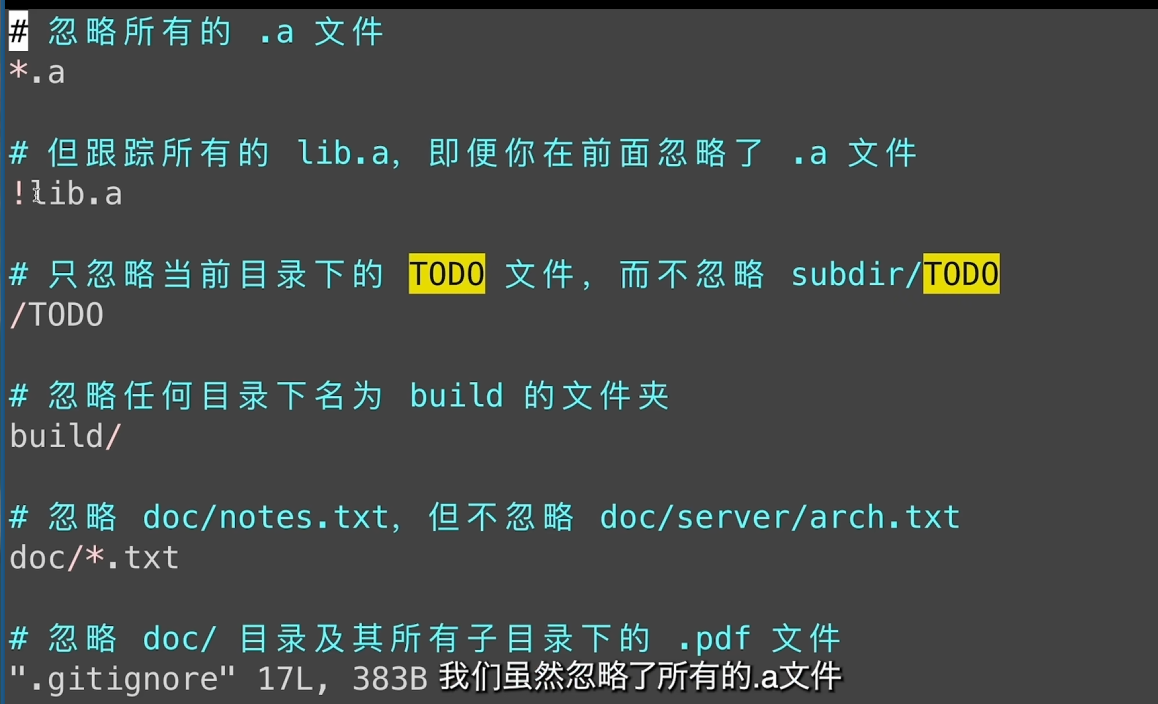 # 忽略所有的 .a 文件
*.a
# 但跟踪所有的 lib.a, 即便你在前面忽略了 .a 文件
!lib.a
# 只忽略当前目录下的 TODO 文件, 而不忽略 subdir/TODO
/TODO
# 忽略任何目录下名为 build 的文件夹
build/
# 忽略 doc/notes.txt, 但不忽略 doc/server/arch.txt
doc/*.txt
# 忽略 doc/ 目录及其所有子目录下的 .pdf 文件
".gitignore" 17L, 383B 我们虽然忽略了所有的.a文件